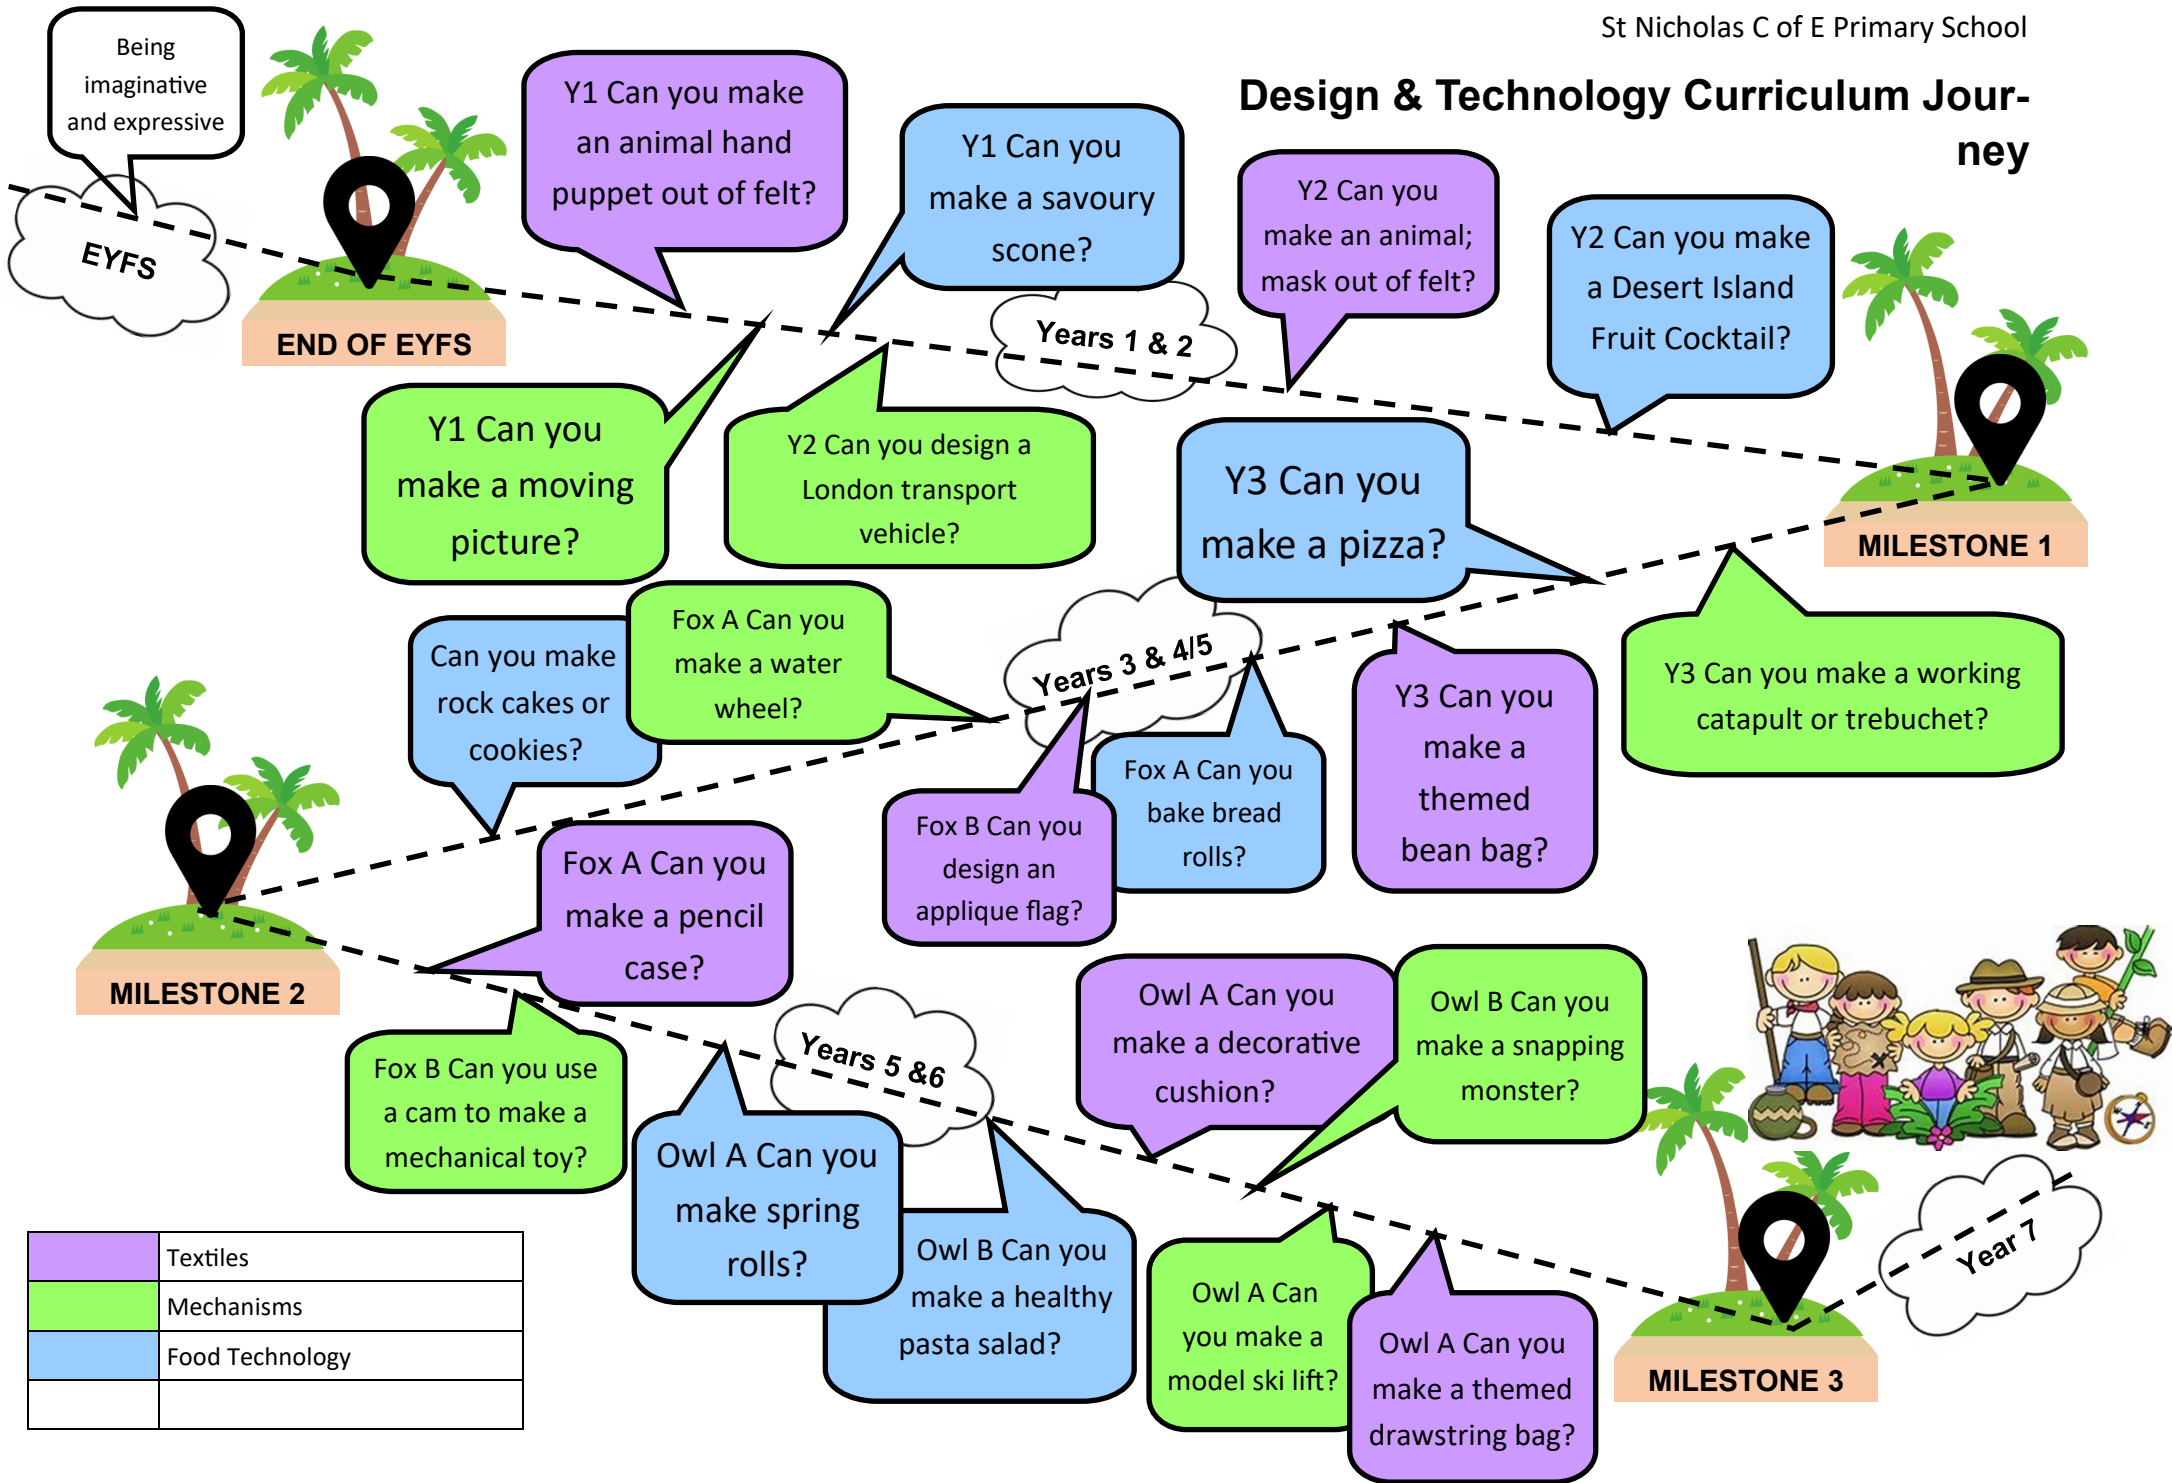 St Nicholas C of E Primary School
Design & Technology Curriculum Jour-
ney
Being
imaginative
and expressive
EYFS
END OF EYFS
Y1 Can you make
an animal hand
puppet out of felt?
Y1 Can you
make a moving
picture?
Y1 Can you
make a savoury
scone?
Y2 Can you design a
London transport
vehicle?
Years 1 & 2
Y2 Can you
make an animal;
mask out of felt?
Y2 Can you make
a Desert Island
Fruit Cocktail?
MILESTONE 1
Y3 Can you make a working
catapult or trebuchet?
Y3 Can you
make a pizza?
Y3 Can you
make a
themed
bean bag?
Years 3 & 4/5
Fox A Can you
bake bread
rolls?
Fox B Can you
design an
applique flag?
Fox A Can you
make a water
wheel?
Can you make
rock cakes or
cookies?
MILESTONE 2
Fox A Can you
make a pencil
case?
Fox B Can you use
a cam to make a
mechanical toy?
Years 5 &6
Owl A Can you
make spring
rolls?
Owl B Can you
make a healthy
pasta salad?
Owl A Can you
make a decorative
cushion?
Owl B Can you
make a snapping
monster?
Owl A Can
you make a
model ski lift?
Owl A Can you
make a themed
drawstring bag?
MILESTONE 3
Year 7
Textiles
Mechanisms
Food Technology